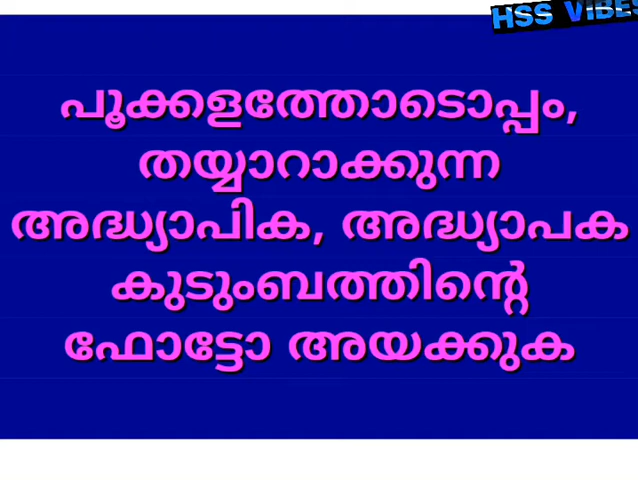 HSS VIBES
പൂക്കളത്തോടൊപ്പം,
തയ്യാറാക്കുന്ന
അദ്ധ്യാപിക, അദ്ധ്യാപക
കുടുംബത്തിന്റെ
ഫോട്ടോ അയക്കുക